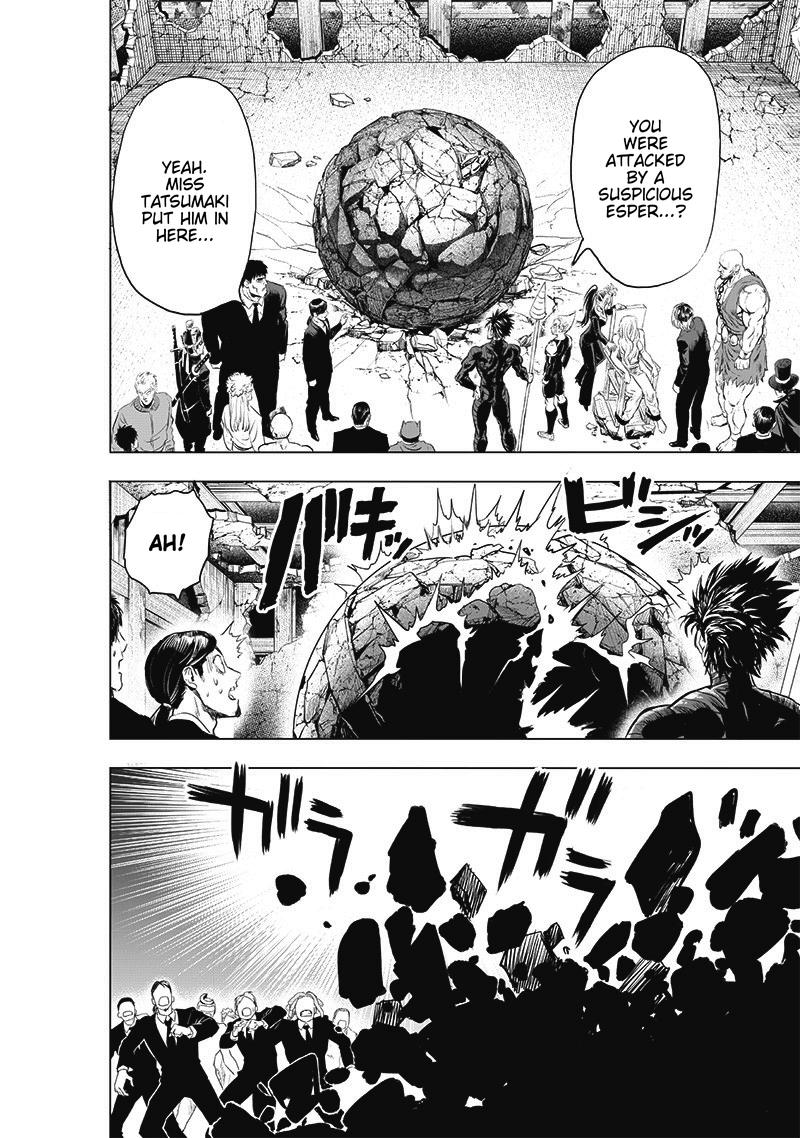 YOU
WERE
ATTACKED
BY A
SUSPICIOUS
ESPER...?
YEAH.
MISS
TATSUMAKI
PUT HIM IN
HERE...
ビシッ
バキッ
AH!
ガラ
ガラ